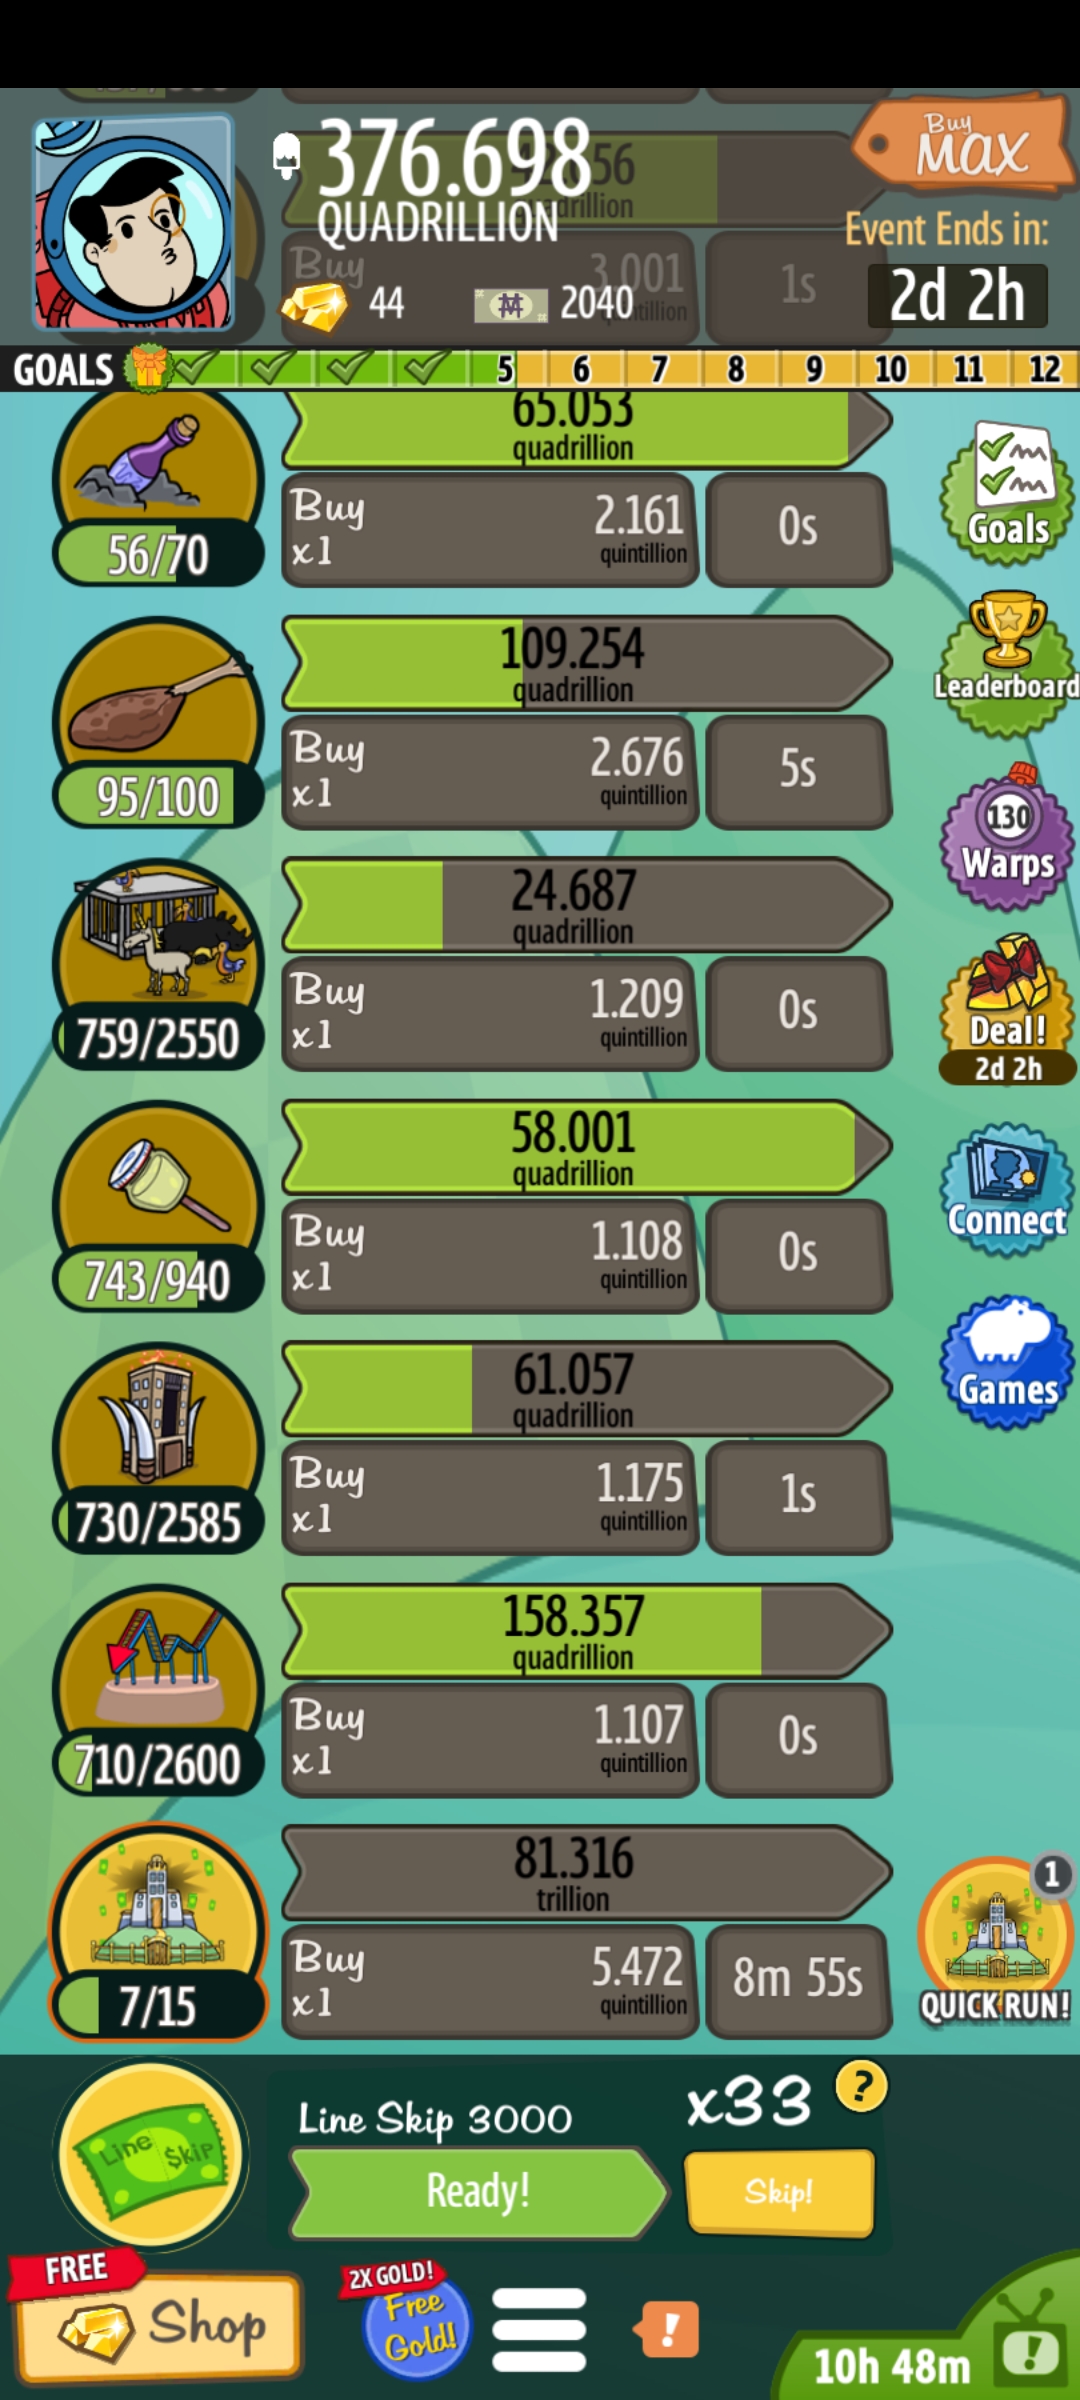 376.698
QUADRILLION
Buy
MAX
Event Ends in:
2d 2h
Buy
3.001
1s
44
2040
GOALS
5
6
7
8
9
10
11
12
65.053
quadrillion
Buy
x1
2.161
quintillion
0s
56/70
Goals
109.254
quadrillion
Buy
x1
2.676
quintillion
5s
95/100
Leaderboard
24.687
quadrillion
Buy
x1
1.209
quintillion
0s
759/2550
130
Warps
Deal!
2d 2h
58.001
quadrillion
Buy
x1
1.108
quintillion
0s
743/940
Connect
61.057
quadrillion
Buy
x1
1.175
quintillion
1s
730/2585
Games
158.357
quadrillion
Buy
x1
1.107
quintillion
0s
710/2600
81.316
trillion
Buy
x1
5.472
quintillion
8m 55s
7/15
1
QUICK RUN!
Line $kip
Line Skip 3000
x33
?
Ready!
Skip!
FREE
Shop
2X GOLD!
Free
Gold!
!
10h 48m
!